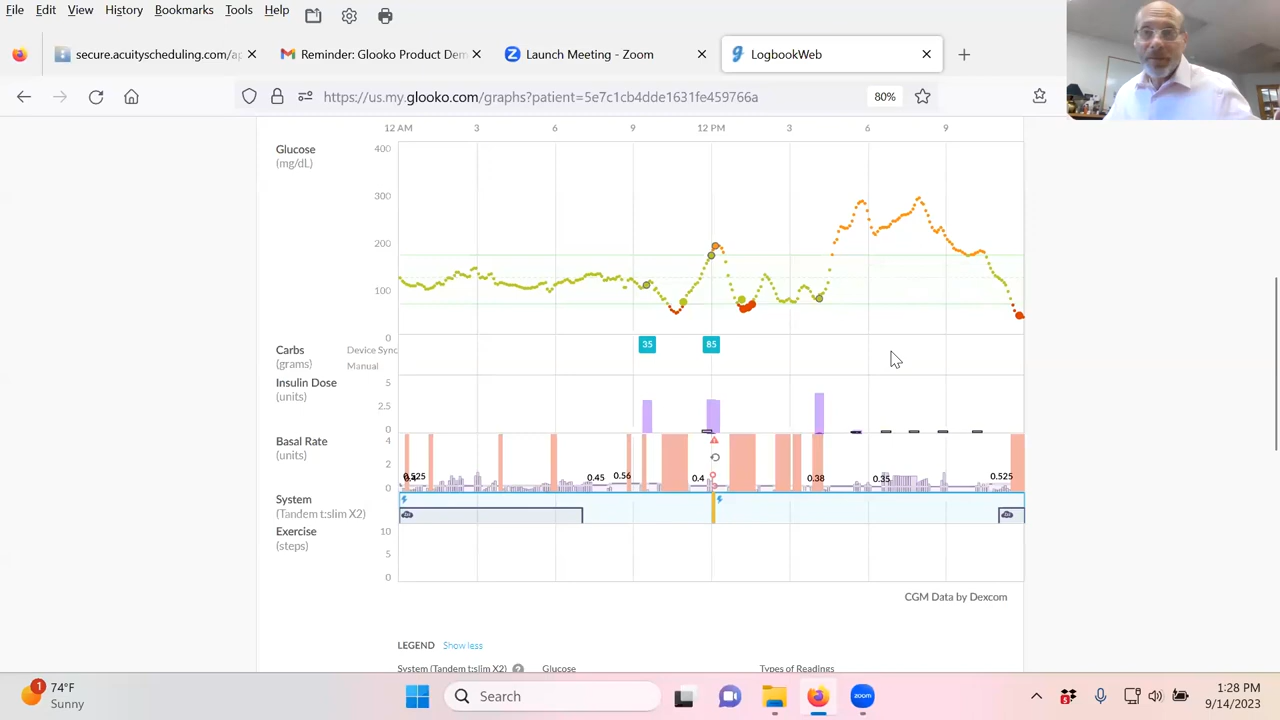 File Edit View History Bookmarks Tools Help
secure.acuityscheduling.com/ap
Reminder: Glooko Product Dem
Launch Meeting - Zoom
LogbookWeb
https://us.my.glooko.com/graphs?patient=5e7c1cb4dde1631fe459766a
80%
12 AM 3 6 9 12 PM 3 6 9
Glucose
(mg/dL)
400
300
200
100
0
Carbs
(grams)
Device Sync
Manual
35
85
Insulin Dose
(units)
5
2.5
0
Basal Rate
(units)
4
2
0
0.525
0.45 0.56 0.4 0.38 0.35 0.525
System
(Tandem t:slim X2)
Exercise
(steps)
10
5
0
CGM Data by Dexcom
LEGEND Show less
System (Tandem t:slim X2) ? Glucose Types of Readings
1
74°F
Sunny
Search
zoom
S
1:28 PM
9/14/2023